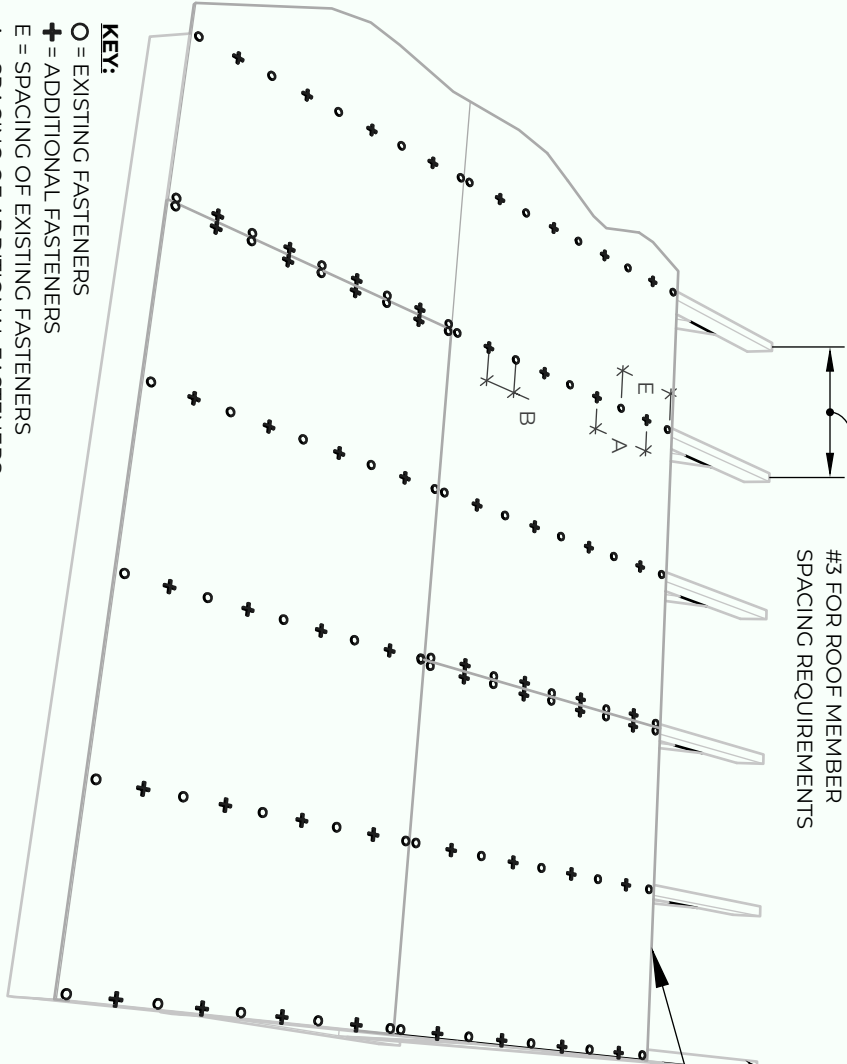 #3 FOR ROOF MEMBER
SPACING REQUIREMENTS
E
A
B
KEY:
O = EXISTING FASTENERS
+ = ADDITIONAL FASTENERS
E = SPACING OF EXISTING FASTENERS